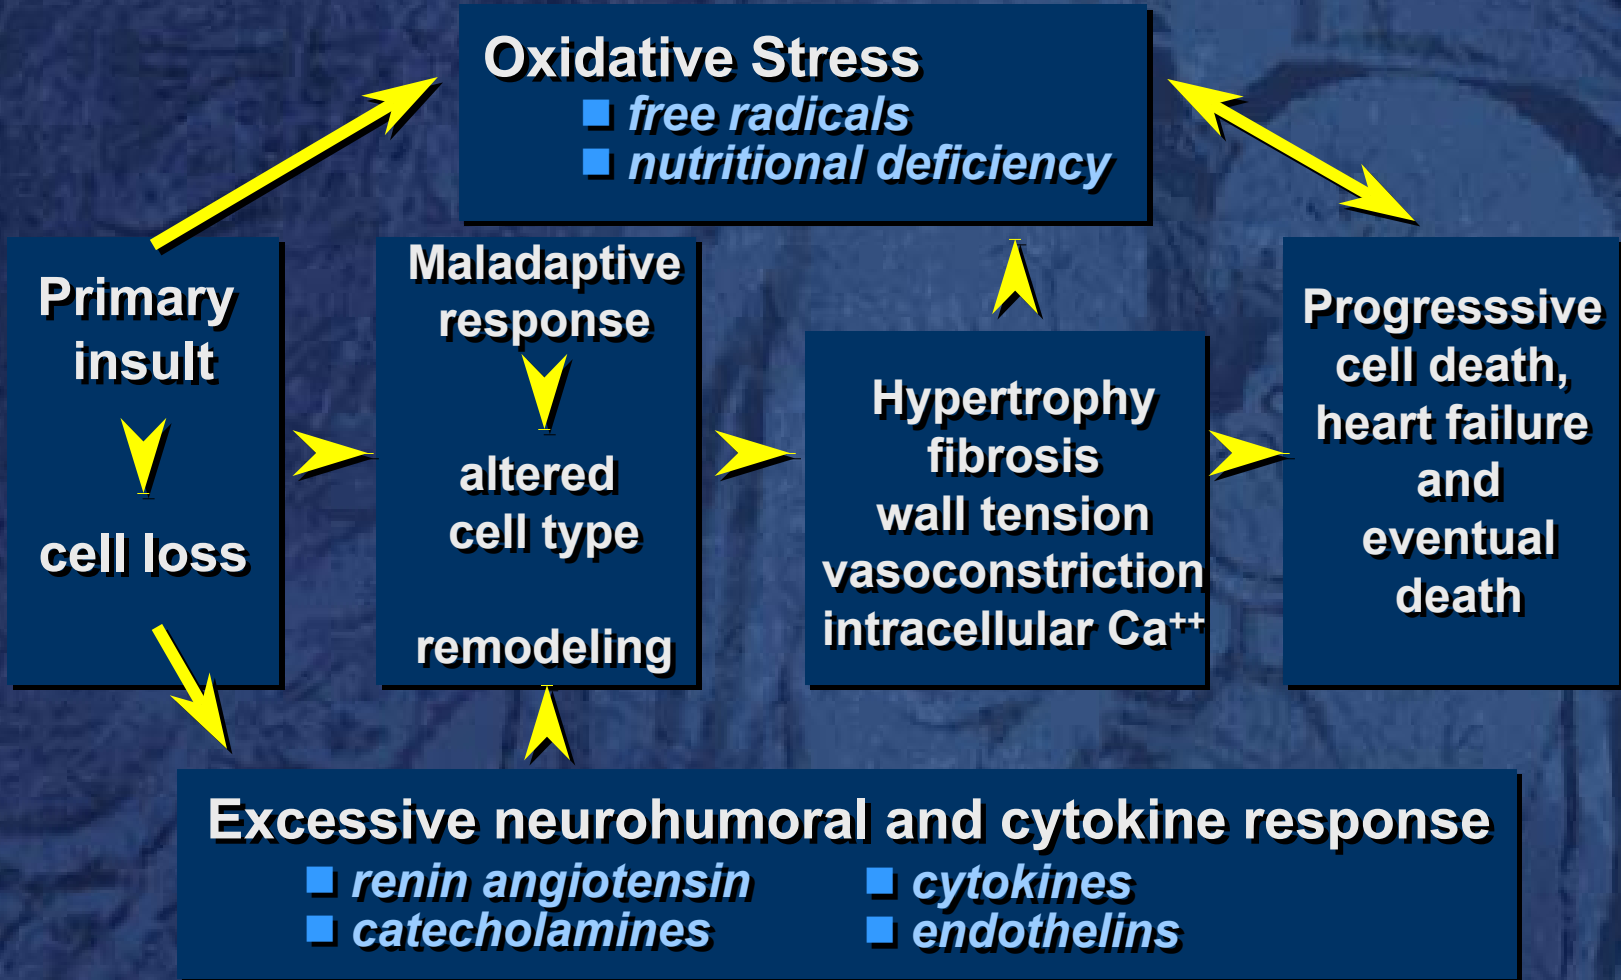 Oxidative Stress
free radicals
nutritional deficiency
Primary
insult
cell loss
Maladaptive
response
altered
cell type
remodeling
Hypertrophy
fibrosis
wall tension
vasoconstriction
intracellular Ca⁺⁺
Progresssive
cell death,
heart failure
and
eventual
death
Excessive neurohumoral and cytokine response
renin angiotensin
catecholamines
cytokines
endothelins